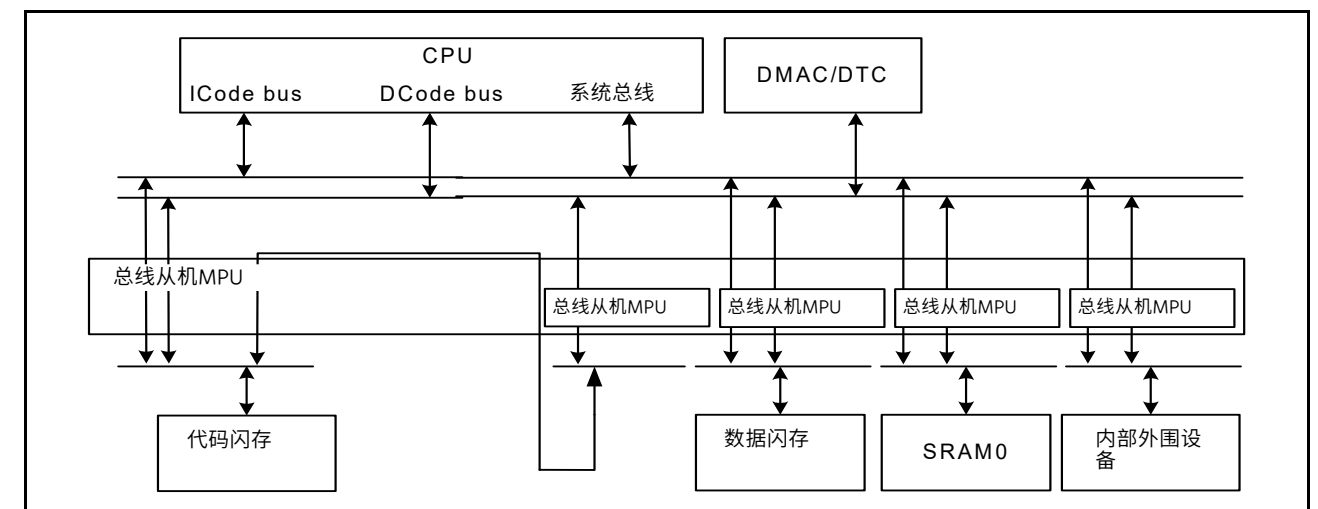 CPU
ICode bus
DCode bus
系统总线
DMAC/DTC
总线从机MPU
总线从机MPU
总线从机MPU
总线从机MPU
总线从机MPU
代码闪存
数据闪存
SRAM0
内部外围设
备